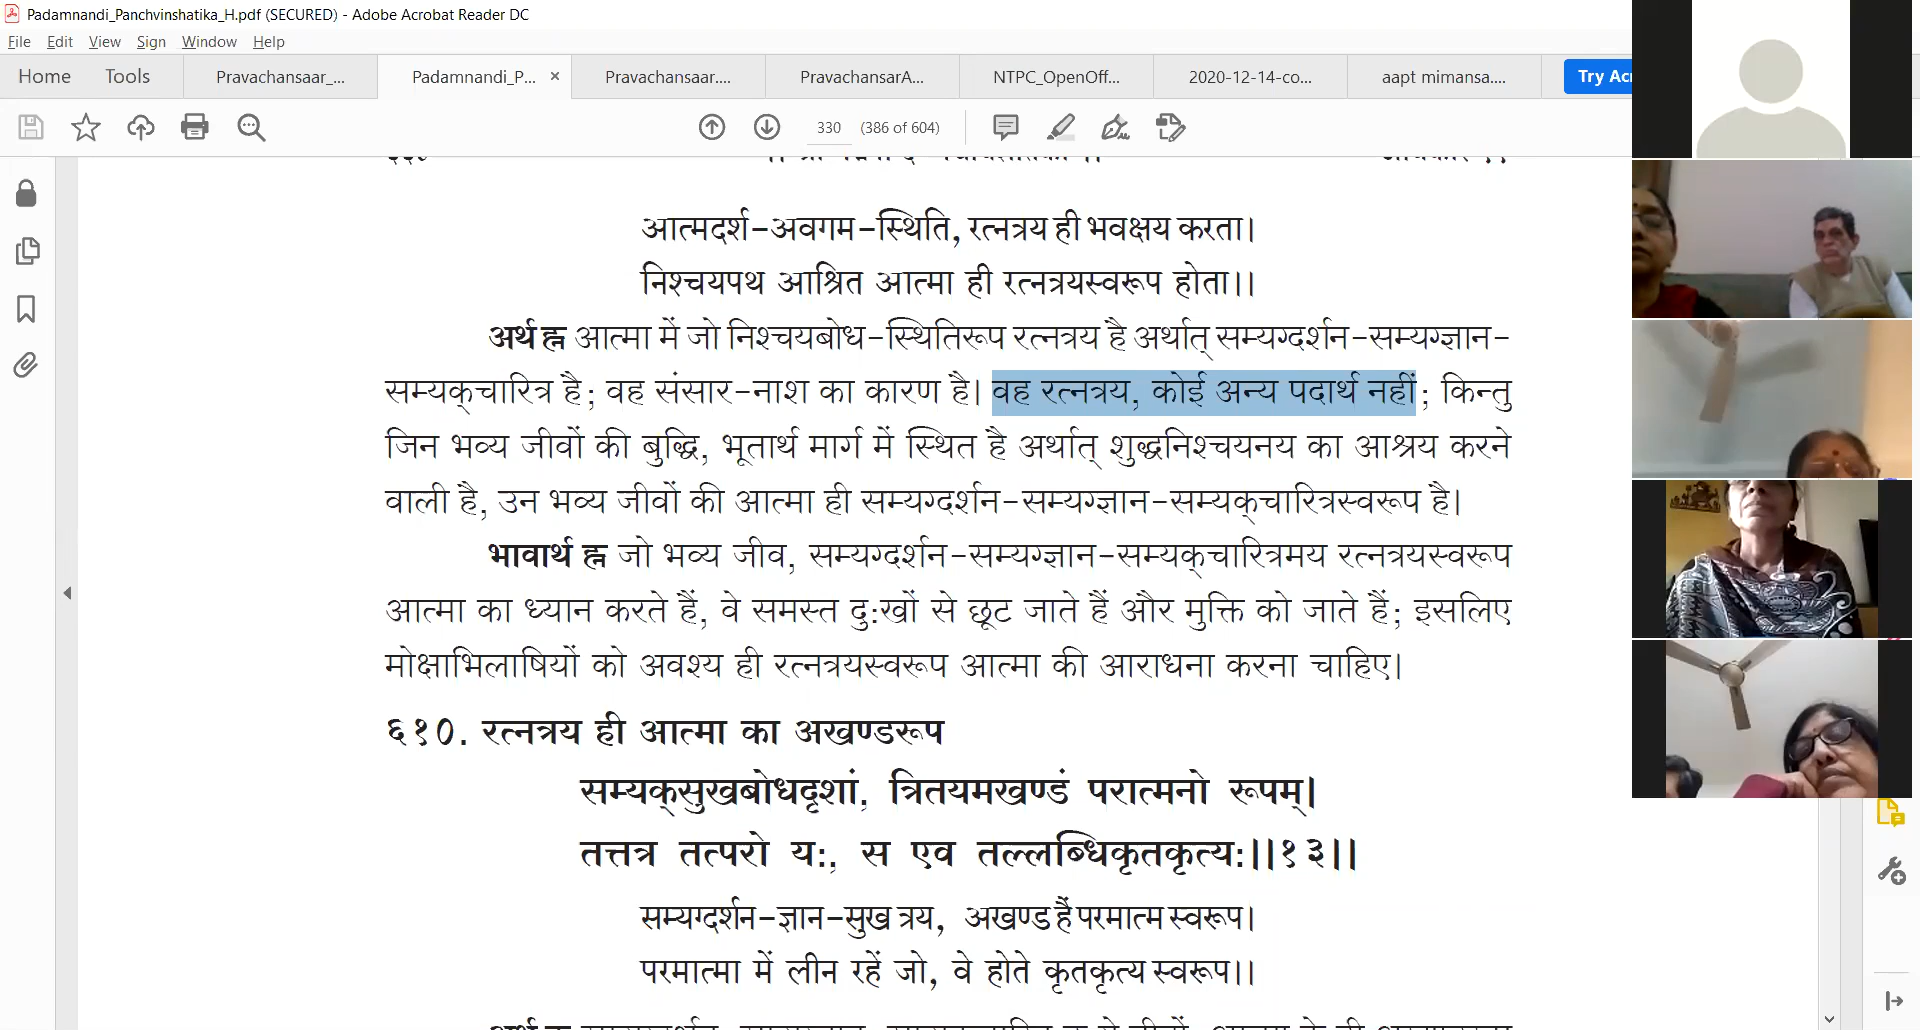 Padamnandi_Panchvinshatika_H.pdf (SECURED) - Adobe Acrobat Reader DC
File Edit View Sign Window Help
Home Tools Pravachansaar_... Padamnandi_P... × Pravachansaar.... PravachansarA... NTPC_OpenOff... 2020-12-14-co... aapt mimansa.... Try Acr
330 (386 of 604)
आत्मदर्श-अवगम-स्थिति, रत्नत्रय ही भवक्षय करता।
निश्चयपथ आश्रित आत्मा ही रत्नत्रयस्वरूप होता।।
अर्थ ह्न आत्मा में जो निश्चयबोध-स्थितिरूप रत्नत्रय है अर्थात् सम्यग्दर्शन-सम्यग्ज्ञान-
सम्यक्चारित्र है; वह संसार-नाश का कारण है। वह रत्नत्रय, कोई अन्य पदार्थ नहीं; किन्तु
जिन भव्य जीवों की बुद्धि, भूतार्थ मार्ग में स्थित है अर्थात् शुद्धनिश्चयनय का आश्रय करने
वाली है, उन भव्य जीवों की आत्मा ही सम्यग्दर्शन-सम्यग्ज्ञान-सम्यक्चारित्रस्वरूप है।
भावार्थ ह्न जो भव्य जीव, सम्यग्दर्शन-सम्यग्ज्ञान-सम्यक्चारित्रमय रत्नत्रयस्वरूप
आत्मा का ध्यान करते हैं, वे समस्त दुःखों से छूट जाते हैं और मुक्ति को जाते हैं; इसलिए
मोक्षाभिलाषियों को अवश्य ही रत्नत्रयस्वरूप आत्मा की आराधना करना चाहिए।
६१०. रत्नत्रय ही आत्मा का अखण्डरूप
सम्यक्सुखबोधदृशां, त्रितयमखण्डं परात्मनो रूपम्।
तत्तत्र तत्परो यः, स एव तल्लब्धिकृतकृत्यः।।१३।।
सम्यग्दर्शन-ज्ञान-सुख त्रय, अखण्ड हैं परमात्म स्वरूप।
परमात्मा में लीन रहें जो, वे होते कृतकृत्य स्वरूप।।